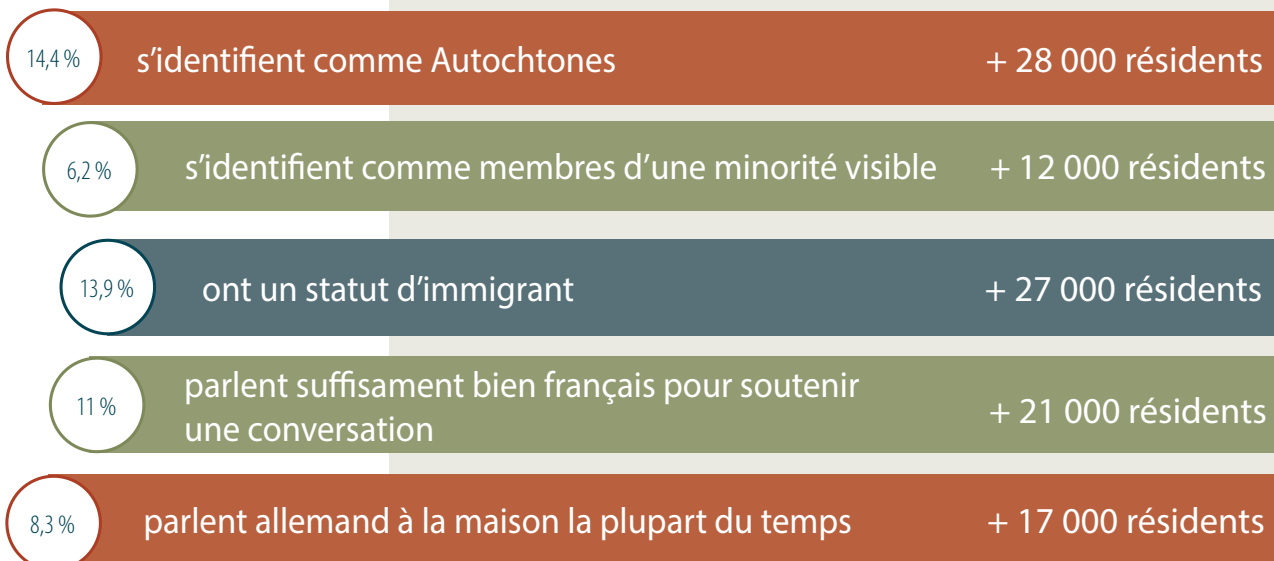 14,4 % s'identifient comme Autochtones + 28 000 résidents
6,2 % s'identifient comme membres d'une minorité visible + 12 000 résidents
13,9 % ont un statut d'immigrant + 27 000 résidents
11 % parlent suffisament bien français pour soutenir
une conversation + 21 000 résidents
8,3 % parlent allemand à la maison la plupart du temps + 17 000 résidents